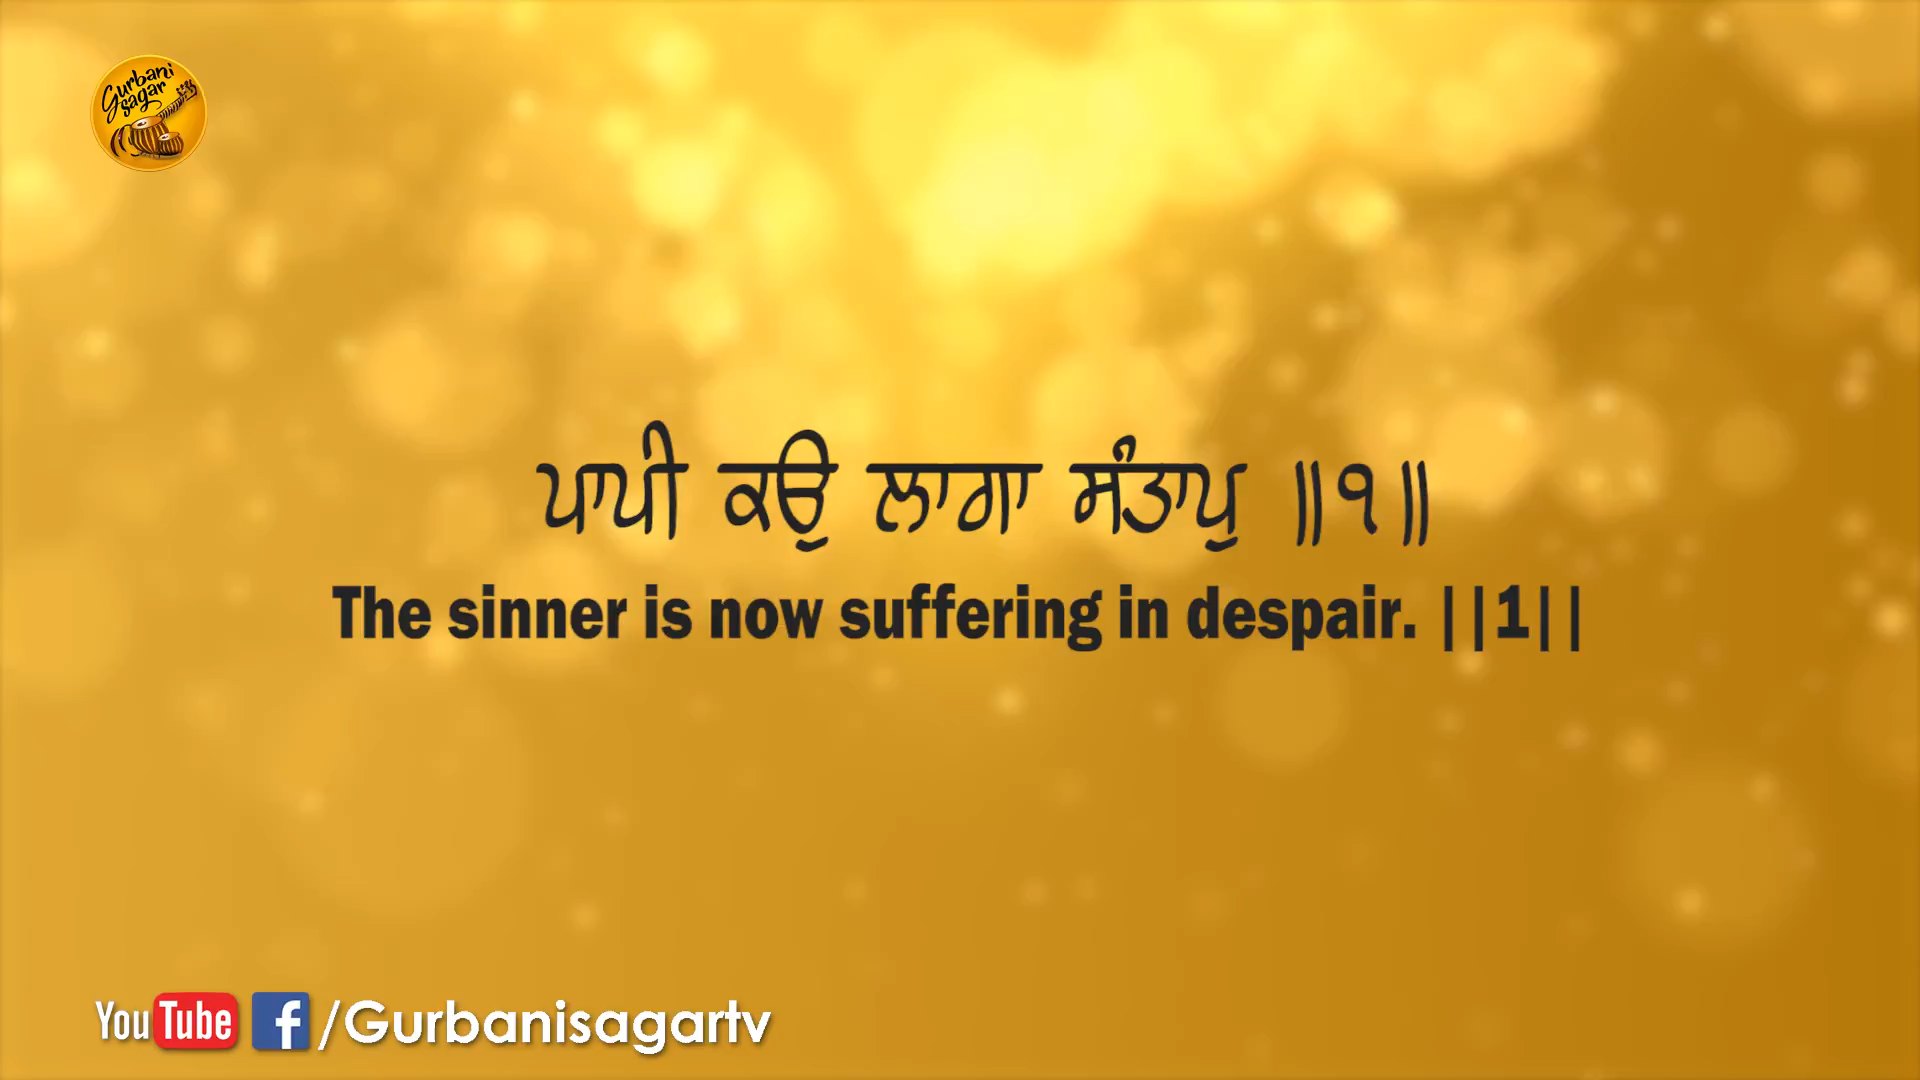 Gurbani
sagar
ਪਾਪੀ ਕਉ ਲਾਗਾ ਸੰਤਾਪੁ ॥੧॥
The sinner is now suffering in despair. ||1||
YouTube f /Gurbanisagartv